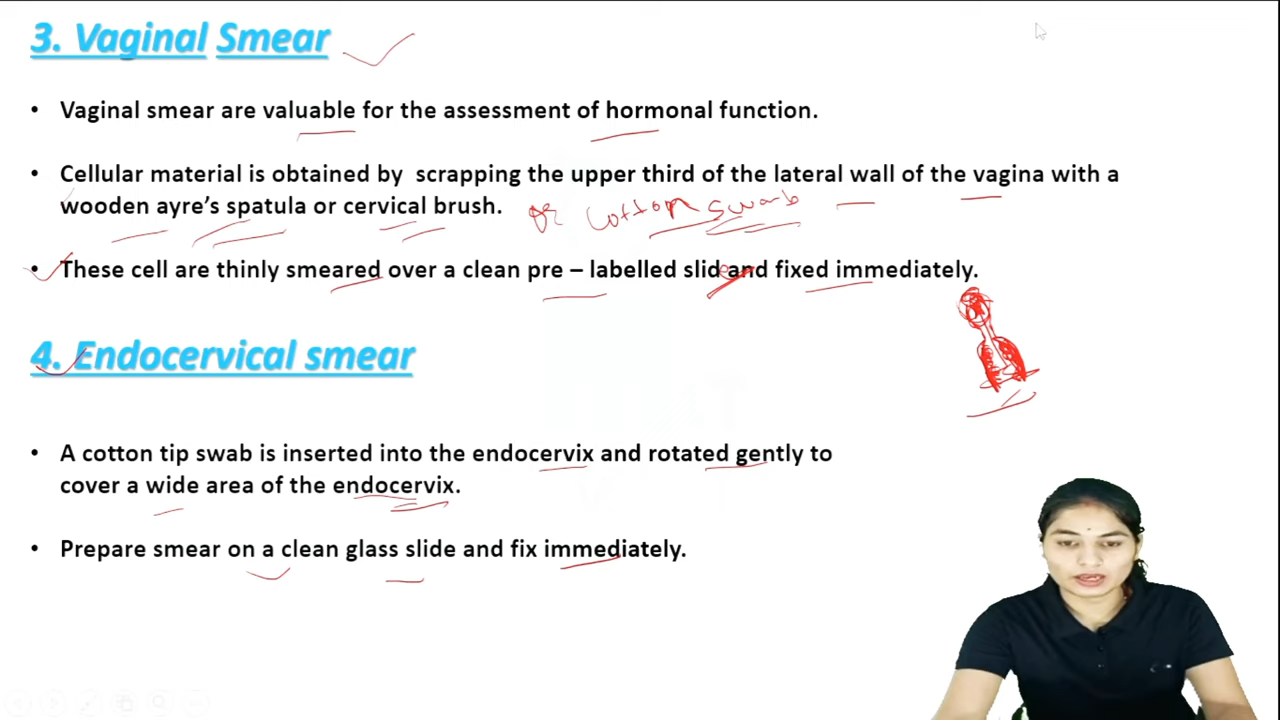 3. Vaginal Smear
• Vaginal smear are valuable for the assessment of hormonal function.
• Cellular material is obtained by scrapping the upper third of the lateral wall of the vagina with a
wooden ayre's spatula or cervical brush. or cotton swab
• These cell are thinly smeared over a clean pre – labelled slide and fixed immediately.
4. Endocervical smear
• A cotton tip swab is inserted into the endocervix and rotated gently to
cover a wide area of the endocervix.
• Prepare smear on a clean glass slide and fix immediately.